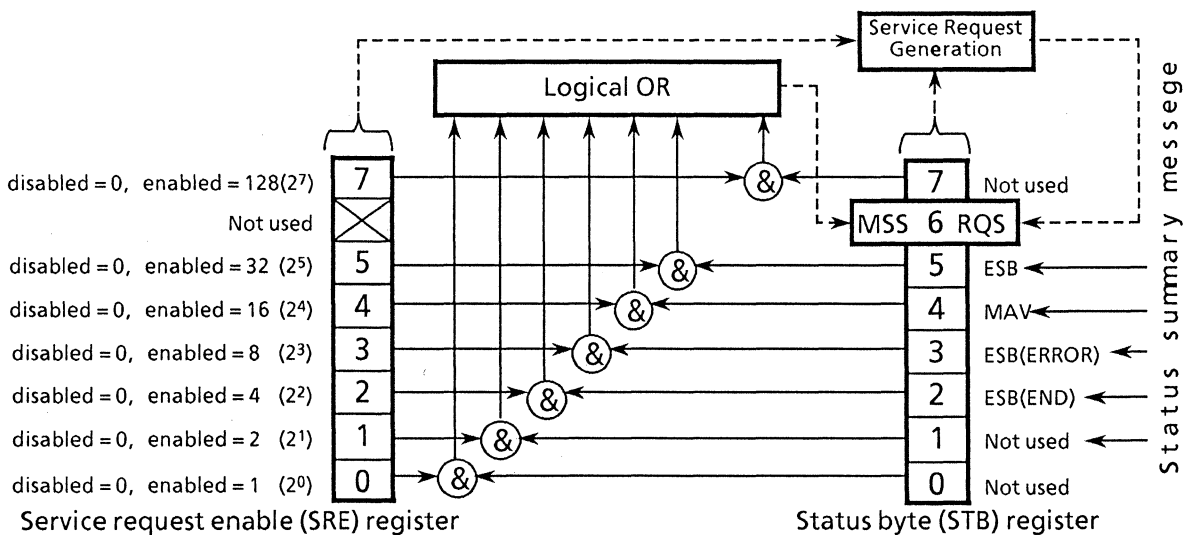 Service Request
Generation
Logical OR
disabled = 0, enabled = 128(2⁷) 7 & 7 Not used
Not used MSS 6 RQS
disabled = 0, enabled = 32 (2⁵) 5 & 5 ESB
disabled = 0, enabled = 16 (2⁴) 4 & 4 MAV
disabled = 0, enabled = 8 (2³) 3 & 3 ESB(ERROR)
disabled = 0, enabled = 4 (2²) 2 & 2 ESB(END)
disabled = 0, enabled = 2 (2¹) 1 & 1 Not used
disabled = 0, enabled = 1 (2⁰) 0 & 0 Not used
Service request enable (SRE) register
Status byte (STB) register
Status summary messege